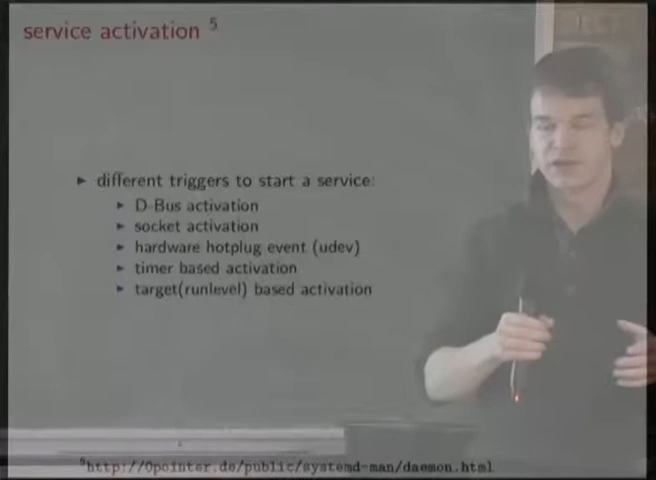 service activation 5
► different triggers to start a service:
► D-Bus activation
► socket activation
► hardware hotplug event (udev)
► timer based activation
► target(runlevel) based activation
5http://0pointer.de/public/systemd-man/daemon.html